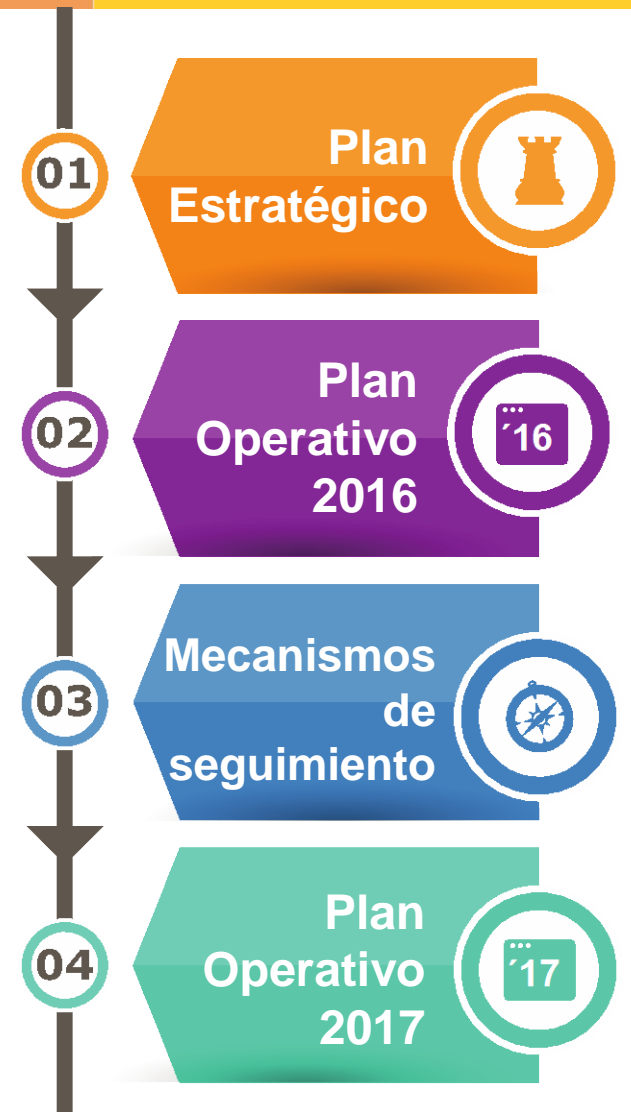 01
Plan
Estratégico
02
Plan
Operativo
2016
´16
03
Mecanismos
de
seguimiento
04
Plan
Operativo
2017
´17